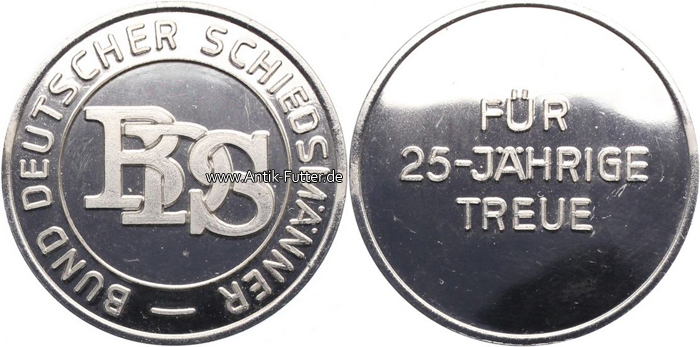 BUND DEUTSCHER SCHIEDSMÄNNER —
BDS
www.Antik-Futter.de
FÜR
25-JÄHRIGE
TREUE